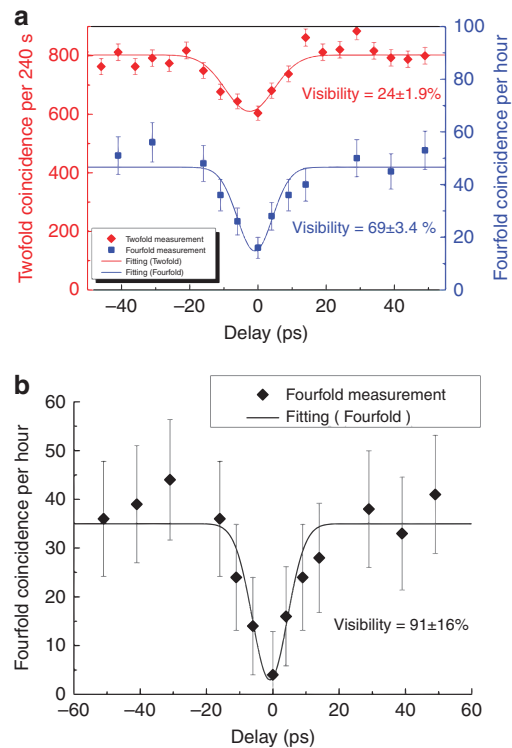 a
Twofold coincidence per 240 s
Fourfold coincidence per hour
800
600
400
200
0
100
80
60
40
20
0
Visibility = 24±1.9%
Visibility = 69±3.4 %
Twofold measurement
Fourfold measurement
Fitting (Twofold)
Fitting (Fourfold)
−40 −20 0 20 40
Delay (ps)
b
Fourfold measurement
Fitting ( Fourfold )
Fourfold coincidence per hour
60
50
40
30
20
10
0
Visibility = 91±16%
−60 −40 −20 0 20 40 60
Delay (ps)